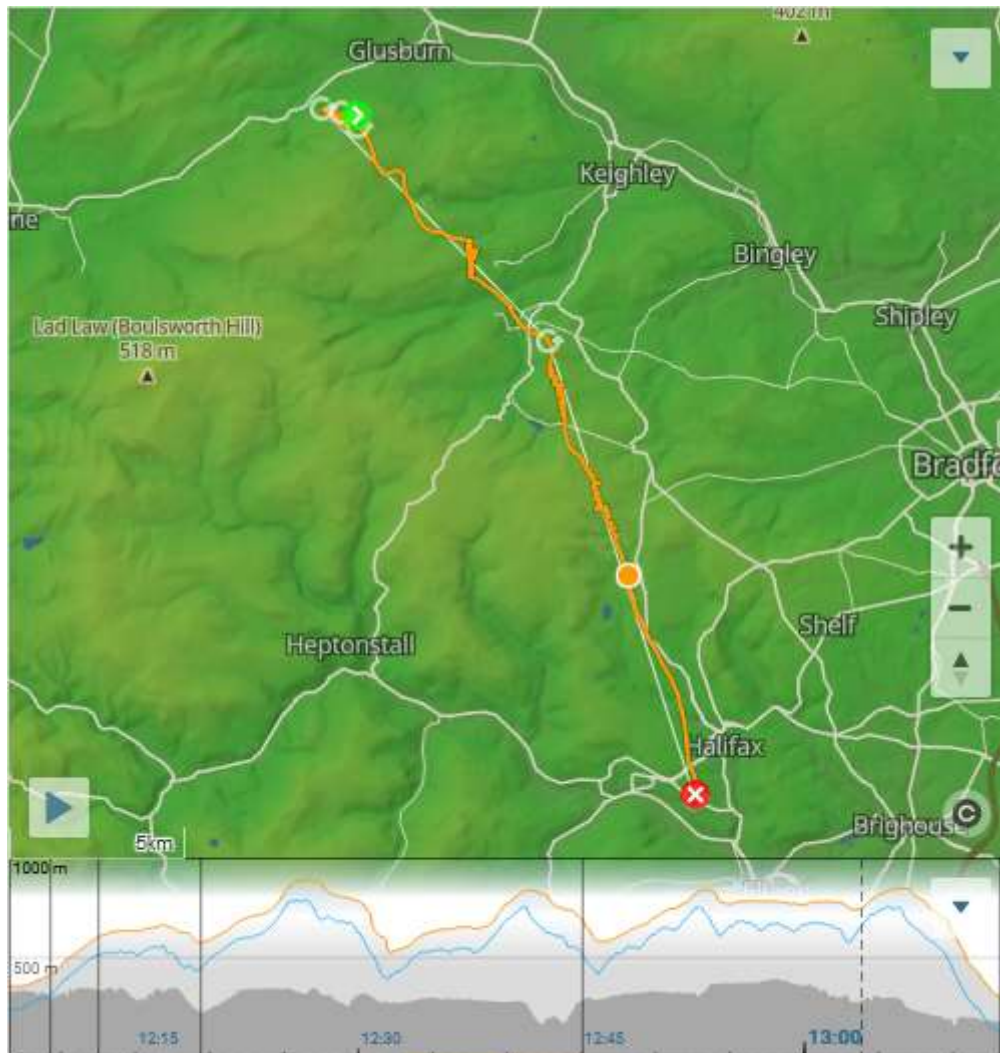 402 m
Glusburn
Keighley
ne
Bingley
Shipley
Lad Law (Boulsworth Hill)
518 m
Bradfo
Shelf
Heptonstall
Halifax
5km
Brighouse
1000 m
500 m
12:15
12:30
12:45
13:00